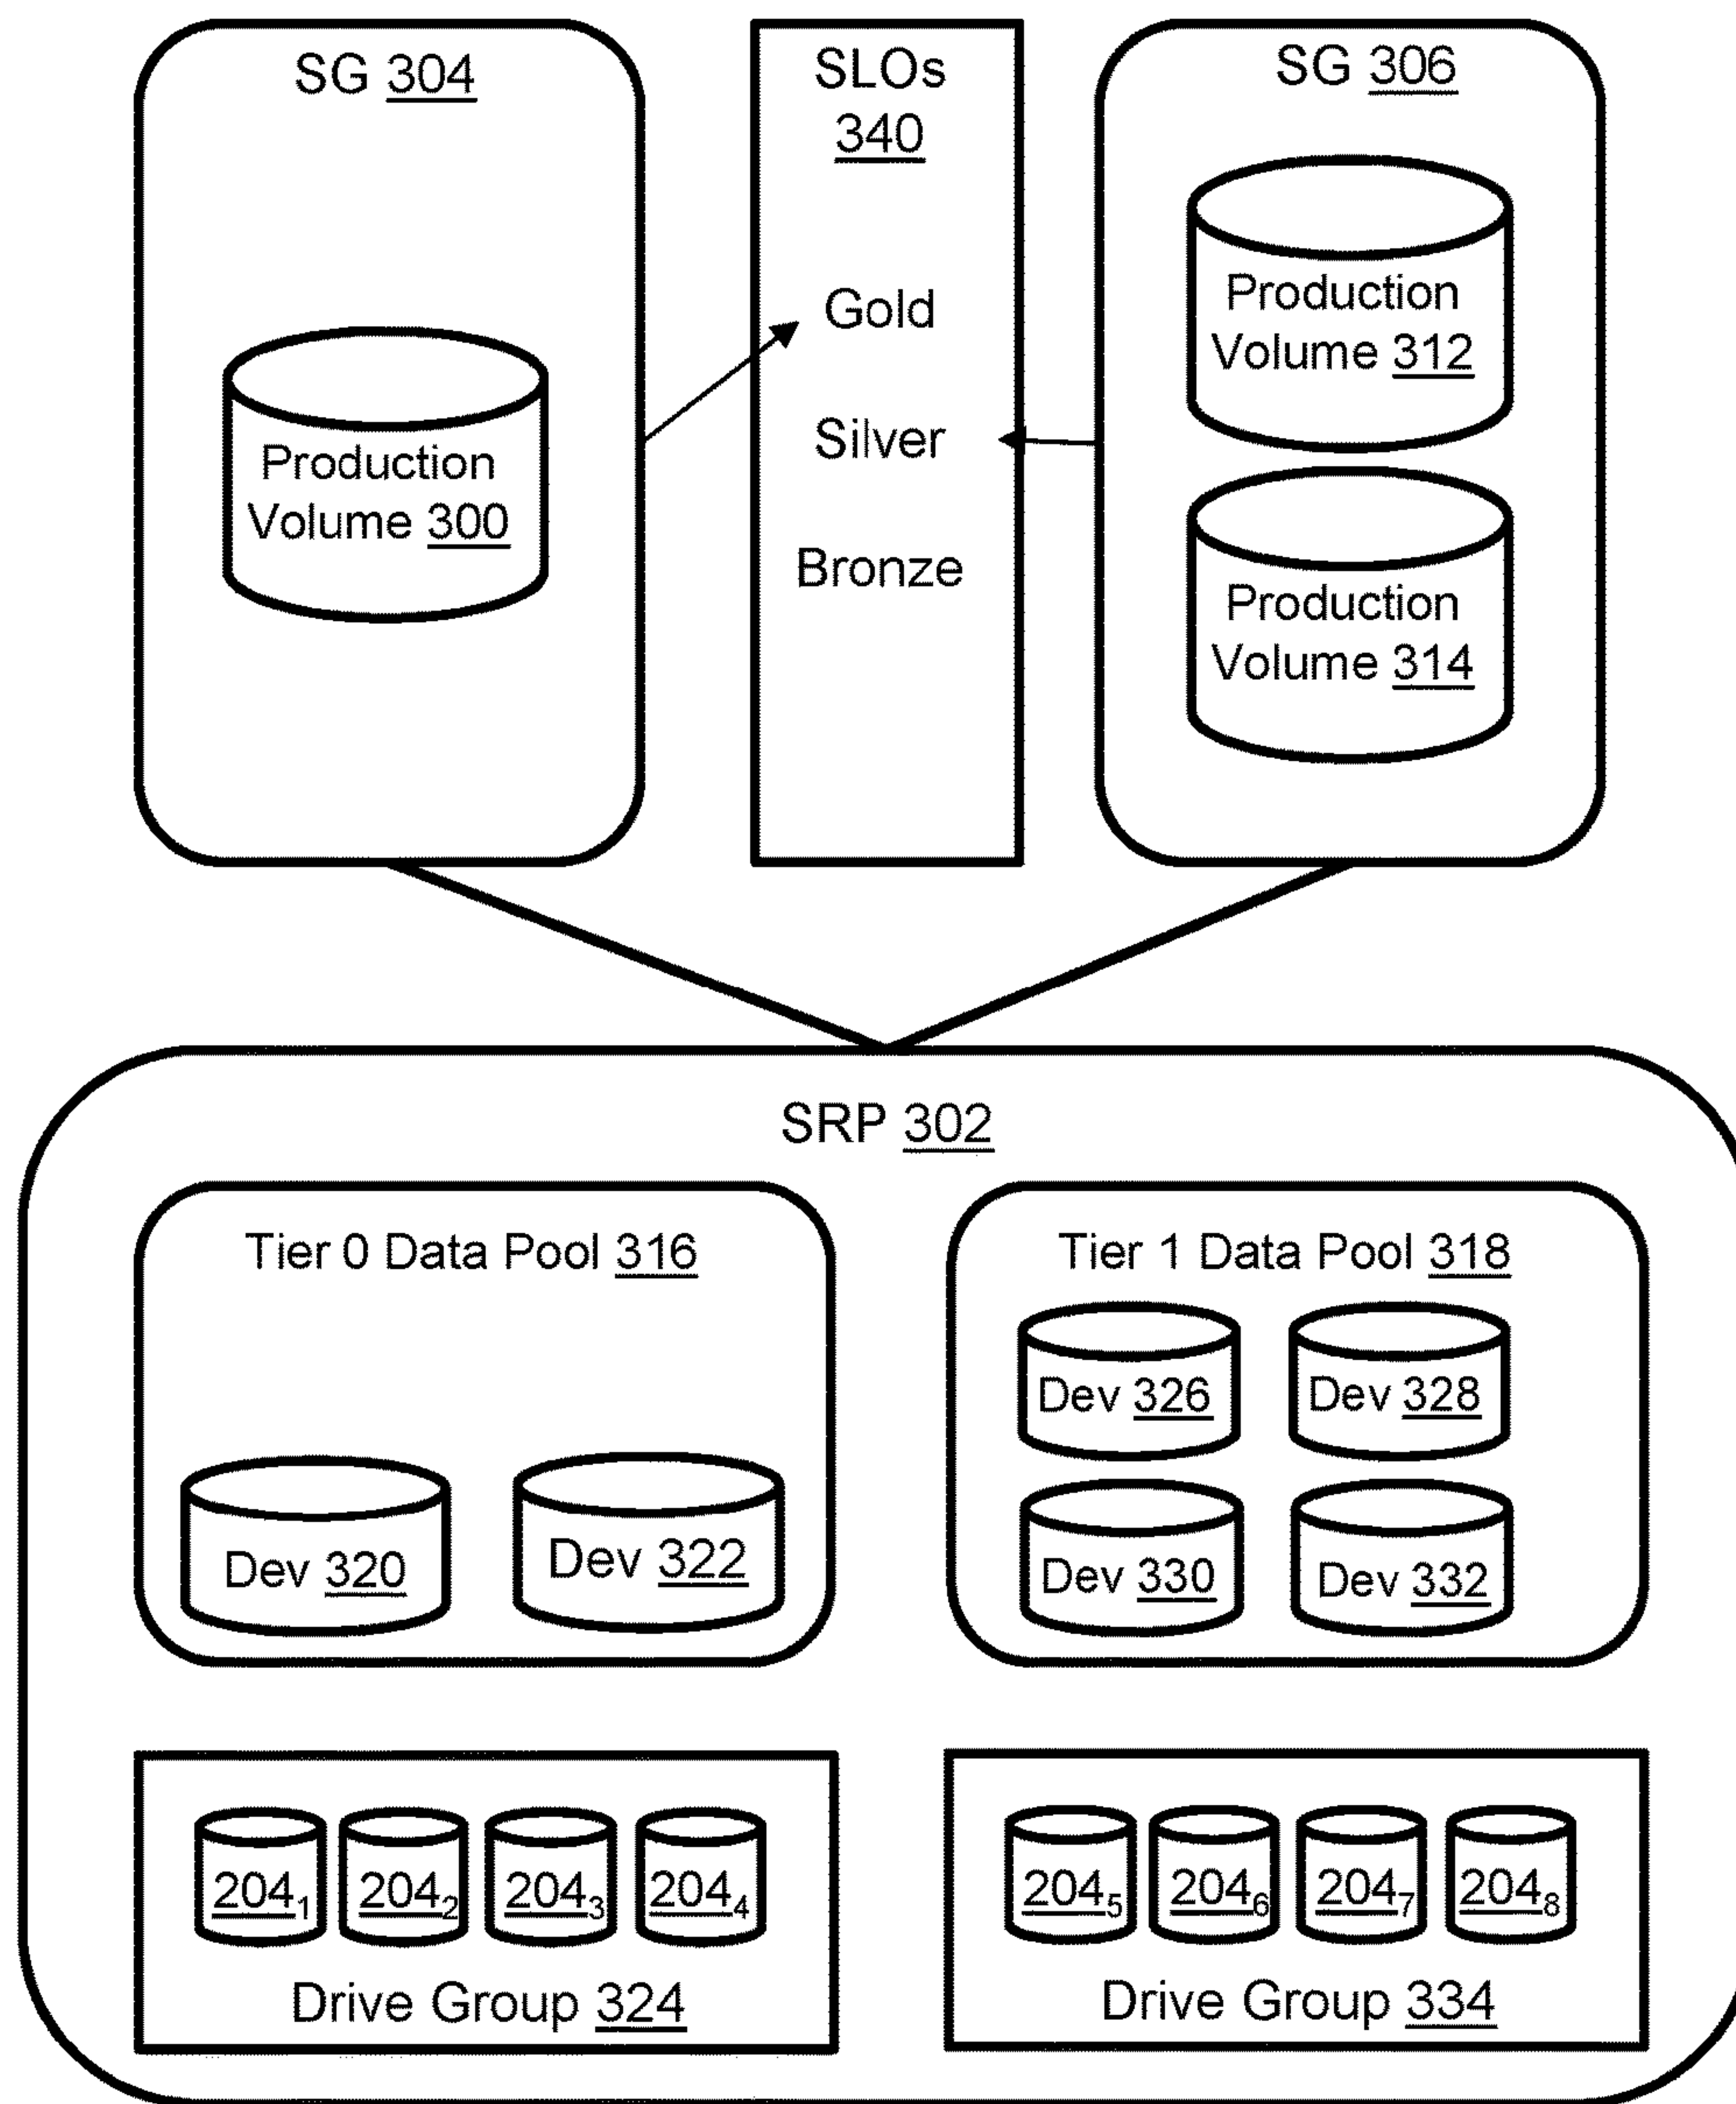 SG 304
Production
Volume 300
SLOs
340
Gold
Silver
Bronze
SG 306
Production
Volume 312
Production
Volume 314
SRP 302
Tier 0 Data Pool 316
Dev 320
Dev 322
Tier 1 Data Pool 318
Dev 326
Dev 328
Dev 330
Dev 332
204₁ 204₂ 204₃ 204₄
Drive Group 324
204₅ 204₆ 204₇ 204₈
Drive Group 334